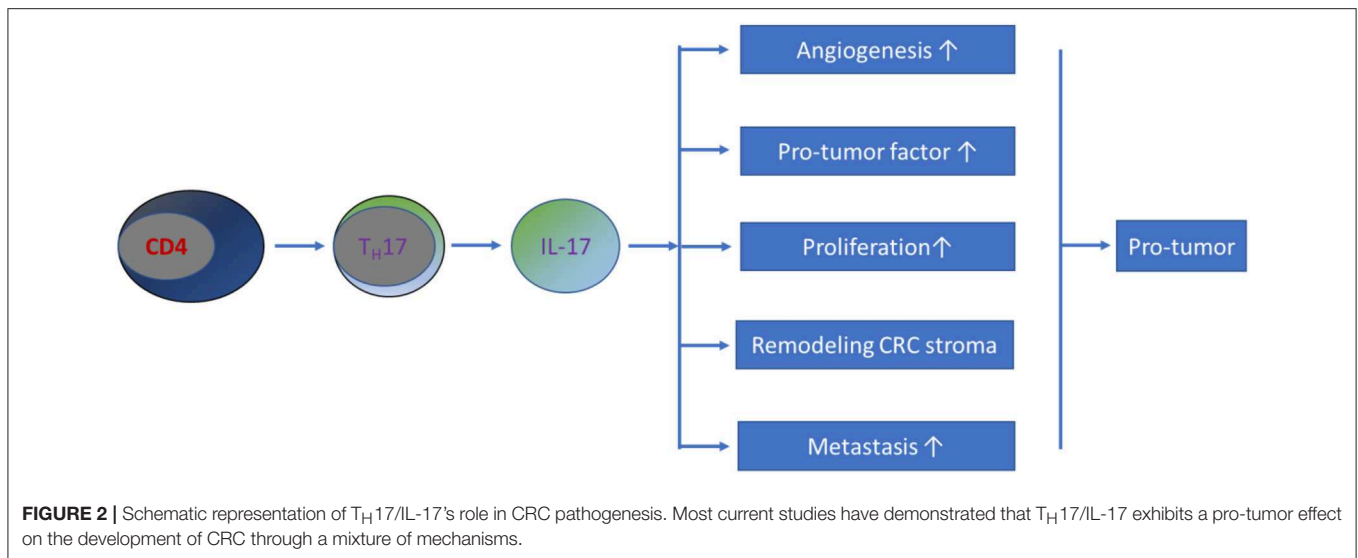 Angiogenesis ↑
Pro-tumor factor ↑
CD4
TH17
IL-17
Proliferation↑
Pro-tumor
Remodeling CRC stroma
Metastasis ↑
FIGURE 2 | Schematic representation of TH17/IL-17's role in CRC pathogenesis. Most current studies have demonstrated that TH17/IL-17 exhibits a pro-tumor effect
on the development of CRC through a mixture of mechanisms.